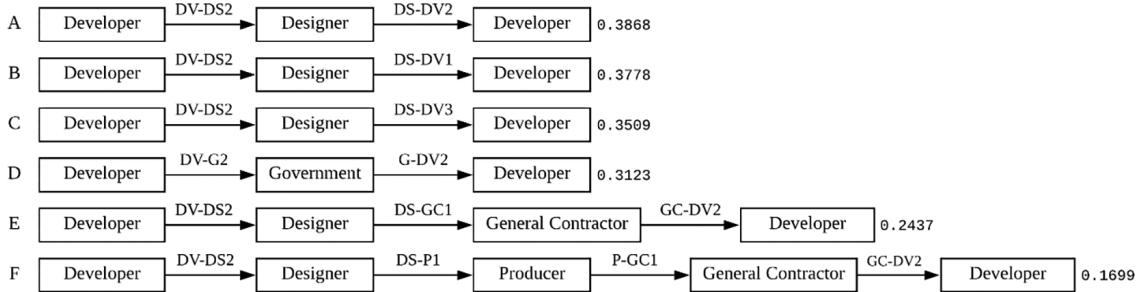 A Developer DV-DS2 Designer DS-DV2 Developer 0.3868
B Developer DV-DS2 Designer DS-DV1 Developer 0.3778
C Developer DV-DS2 Designer DS-DV3 Developer 0.3509
D Developer DV-G2 Government G-DV2 Developer 0.3123
E Developer DV-DS2 Designer DS-GC1 General Contractor GC-DV2 Developer 0.2437
F Developer DV-DS2 Designer DS-P1 Producer P-GC1 General Contractor GC-DV2 Developer 0.1699